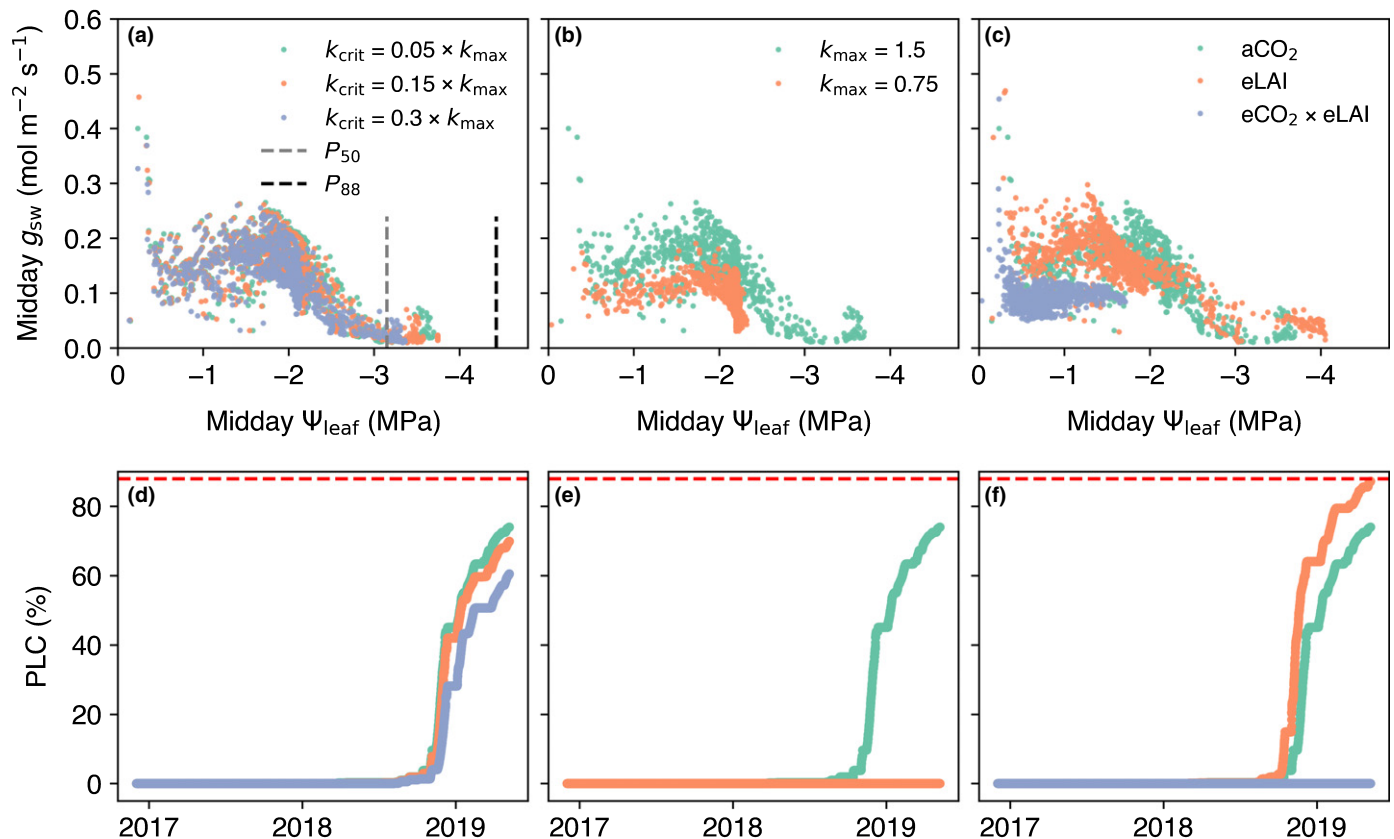 (a)
k_crit = 0.05 × k_max
k_crit = 0.15 × k_max
k_crit = 0.3 × k_max
P_50
P_88
0.6
0.5
0.4
0.3
0.2
0.1
0.0
Midday g_sw (mol m⁻² s⁻¹)
0 −1 −2 −3 −4
Midday Ψ_leaf (MPa)
(b)
k_max = 1.5
k_max = 0.75
0 −1 −2 −3 −4
Midday Ψ_leaf (MPa)
(c)
aCO₂
eLAI
eCO₂ × eLAI
0 −1 −2 −3 −4
Midday Ψ_leaf (MPa)
(d)
80
60
40
20
0
PLC (%)
2017 2018 2019
(e)
2017 2018 2019
(f)
2017 2018 2019